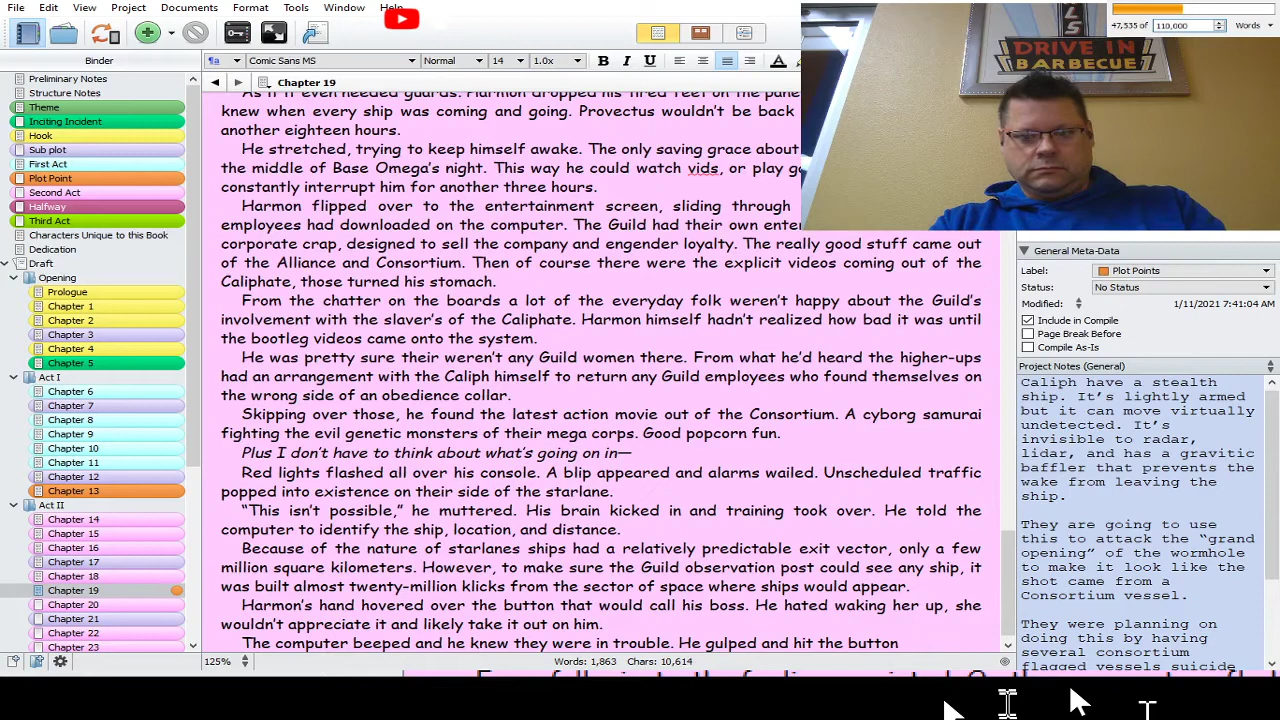 File Edit View Project Documents Format Tools Window Help
47,535 of 110,000 Words
LS
DRIVE IN
BARBECUE
Binder
Comic Sans MS Normal 14 1.0x B I U A
Chapter 19
Preliminary Notes
Structure Notes
Theme
Inciting Incident
Hook
Sub plot
First Act
Plot Point
Second Act
Halfway
Third Act
Characters Unique to this Book
Dedication
Draft
Opening
Prologue
Chapter 1
Chapter 2
Chapter 3
Chapter 4
Chapter 5
Act I
Chapter 6
Chapter 7
Chapter 8
Chapter 9
Chapter 10
Chapter 11
Chapter 12
Chapter 13
Act II
Chapter 14
Chapter 15
Chapter 16
Chapter 17
Chapter 18
Chapter 19
Chapter 20
Chapter 21
Chapter 22
Chapter 23
As if it even needed guards. Harmon dropped his tired feet on the pane
knew when every ship was coming and going. Provectus wouldn't be back
another eighteen hours.
He stretched, trying to keep himself awake. The only saving grace about
the middle of Base Omega's night. This way he could watch vids, or play ga
constantly interrupt him for another three hours.
Harmon flipped over to the entertainment screen, sliding through
employees had downloaded on the computer. The Guild had their own enter
corporate crap, designed to sell the company and engender loyalty. The really good stuff came out
of the Alliance or Consortium. Then of course there were the explicit videos coming out of the
Caliphate, those turned his stomach.
From the chatter on the boards a lot of the everyday folk weren't happy about the Guild's
involvement with the slaver's of the Caliphate. Harmon himself hadn't realized how bad it was until
the bootleg videos came onto the system.
He was pretty sure their weren't any Guild women there. From what he'd heard the higher-ups
had an arrangement with the Caliph himself to return any Guild employees who found themselves on
the wrong side of an obedience collar.
Skipping over those, he found the latest action movie out of the Consortium. A cyborg samurai
fighting the evil genetic monsters of their mega corps. Good popcorn fun.
Plus I don't have to think about what's going on in—
Red lights flashed all over his console. A blip appeared and alarms wailed. Unscheduled traffic
popped into existence on their side of the starlane.
“This isn't possible,” he muttered. His brain kicked in and training took over. He told the
computer to identify the ship, location, and distance.
Because of the nature of starlanes ships had a relatively predictable exit vector, only a few
million square kilometers. However, to make sure the Guild observation post could see any ship, it
was built almost twenty-million klicks from the sector of space where ships would appear.
Harmon's hand hovered over the button that would call his boss. He hated waking her up, she
wouldn't appreciate it and likely take it out on him.
The computer beeped and he knew they were in trouble. He gulped and hit the button
125% Words: 1,863 Chars: 10,614
General Meta-Data
Label: Plot Points
Status: No Status
Modified: 1/11/2021 7:41:04 AM
Include in Compile
Page Break Before
Compile As-Is
Project Notes (General)
Caliph have a stealth
ship. It's lightly armed
but it can move virtually
undetected. It's
invisible to radar,
lidar, and has a gravitic
baffler that prevents the
wake from leaving the
ship.
They are going to use
this to attack the “grand
opening” of the wormhole
to make it look like the
shot came from a
Consortium vessel.
They were planning on
doing this by having
several consortium
flagged vessels suicide